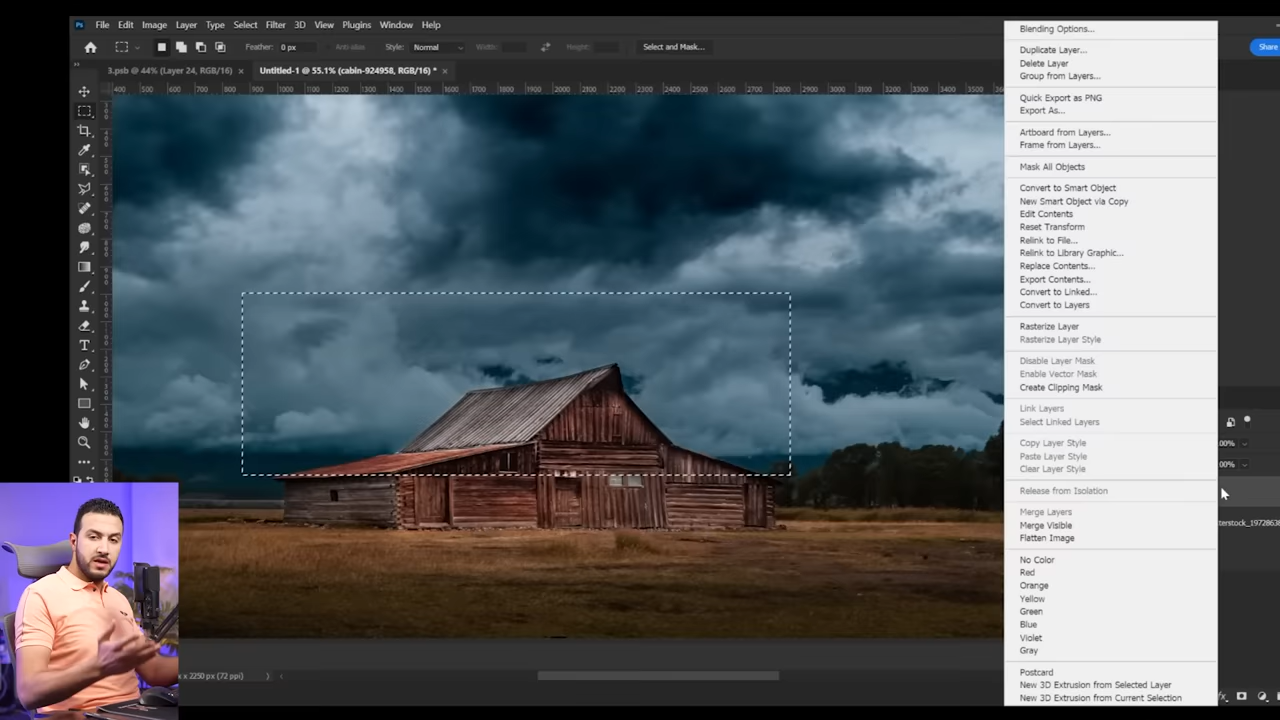 Ps File Edit Image Layer Type Select Filter 3D View Plugins Window Help
Feather: 0 px Anti-alias Style: Normal Width: Height: Select and Mask... Share
3.psb @ 44% (Layer 24, RGB/16) × Untitled-1 @ 55.1% (cabin-924958, RGB/16) * ×
400 500 600 700 800 900 1000 1100 1200 1300 1400 1500 1600 1700 1800 1900 2000 2100 2200 2300 2400 2500 2600 2700 2800 2900 3000 3100 3200 3300 3400 3500
Blending Options...
Duplicate Layer...
Delete Layer
Group from Layers...
Quick Export as PNG
Export As...
Artboard from Layers...
Frame from Layers...
Mask All Objects
Convert to Smart Object
New Smart Object via Copy
Edit Contents
Reset Transform
Relink to File...
Relink to Library Graphic...
Replace Contents...
Export Contents...
Convert to Linked...
Convert to Layers
Rasterize Layer
Rasterize Layer Style
Disable Layer Mask
Enable Vector Mask
Create Clipping Mask
Link Layers
Select Linked Layers
Copy Layer Style
Paste Layer Style
Clear Layer Style
Release from Isolation
Merge Layers
Merge Visible
Flatten Image
No Color
Red
Orange
Yellow
Green
Blue
Violet
Gray
Postcard
New 3D Extrusion from Selected Layer
New 3D Extrusion from Current Selection
00%
00%
terstock_19728638
x 2250 px (72 ppi)
fx